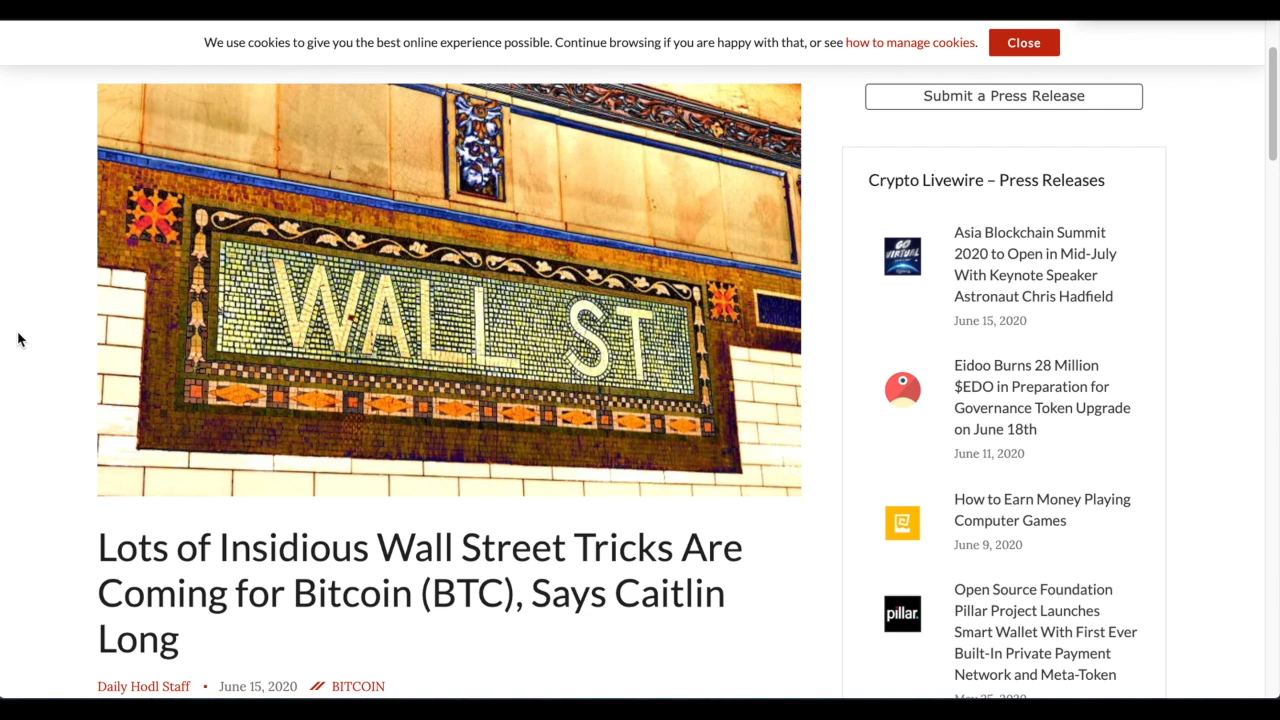 We use cookies to give you the best online experience possible. Continue browsing if you are happy with that, or see how to manage cookies.
Close
WALL ST
Lots of Insidious Wall Street Tricks Are
Coming for Bitcoin (BTC), Says Caitlin
Long
Daily Hodl Staff ▪ June 15, 2020 // BITCOIN
Submit a Press Release
Crypto Livewire – Press Releases
GO
VIRTUAL
Asia Blockchain Summit
2020 to Open in Mid-July
With Keynote Speaker
Astronaut Chris Hadfield
June 15, 2020
Eidoo Burns 28 Million
$EDO in Preparation for
Governance Token Upgrade
on June 18th
June 11, 2020
How to Earn Money Playing
Computer Games
June 9, 2020
pillar.
Open Source Foundation
Pillar Project Launches
Smart Wallet With First Ever
Built-In Private Payment
Network and Meta-Token
May 25, 2020